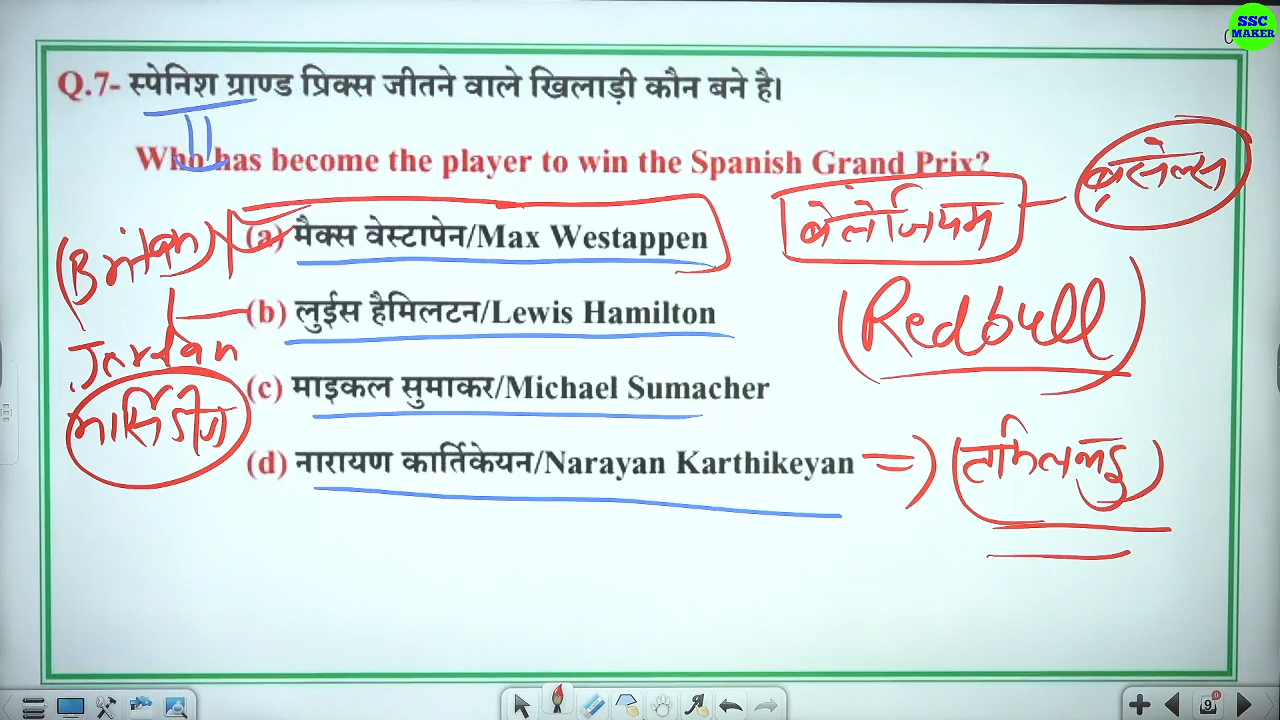 SSC
MAKER
Q.7- स्पेनिश ग्राण्ड प्रिक्स जीतने वाले खिलाड़ी कौन बने है।
Who has become the player to win the Spanish Grand Prix?
ब्रुसेल्स
बेलेजियम
(a) मैक्स वेस्टापेन/Max Westappen
(Britan)
(b) लुईस हैमिलटन/Lewis Hamilton
(Redbull)
Jordan
(c) माइकल सुमाकर/Michael Sumacher
(d) नारायण कार्तिकेयन/Narayan Karthikeyan
=) (तमिलनाडु)
9